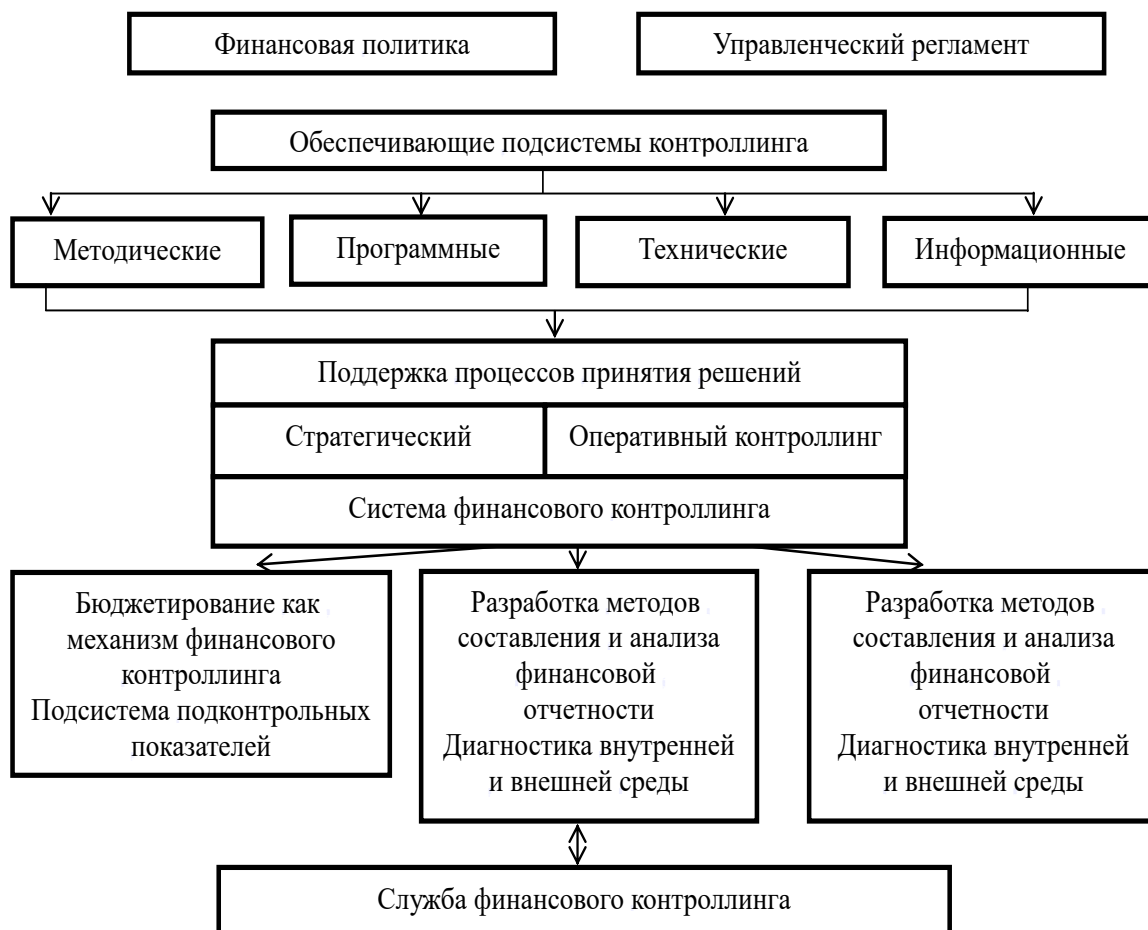 Финансовая политика
Управленческий регламент
Обеспечивающие подсистемы контроллинга
Методические
Программные
Технические
Информационные
Поддержка процессов принятия решений
Стратегический
Оперативный контроллинг
Система финансового контроллинга
Бюджетирование как
механизм финансового
контроллинга
Подсистема подконтрольных
показателей
Разработка методов
составления и анализа
финансовой
отчетности
Диагностика внутренней
и внешней среды
Разработка методов
составления и анализа
финансовой
отчетности
Диагностика внутренней
и внешней среды
Служба финансового контроллинга